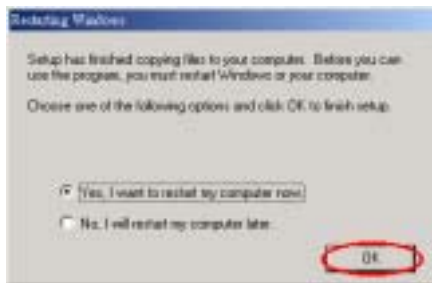 Restarting Windows
Setup has finished copying files to your computer. Before you can
use the program, you must restart Windows or your computer.
Choose one of the following options and click OK to finish setup.
Yes, I want to restart my computer now.
No, I will restart my computer later.
OK